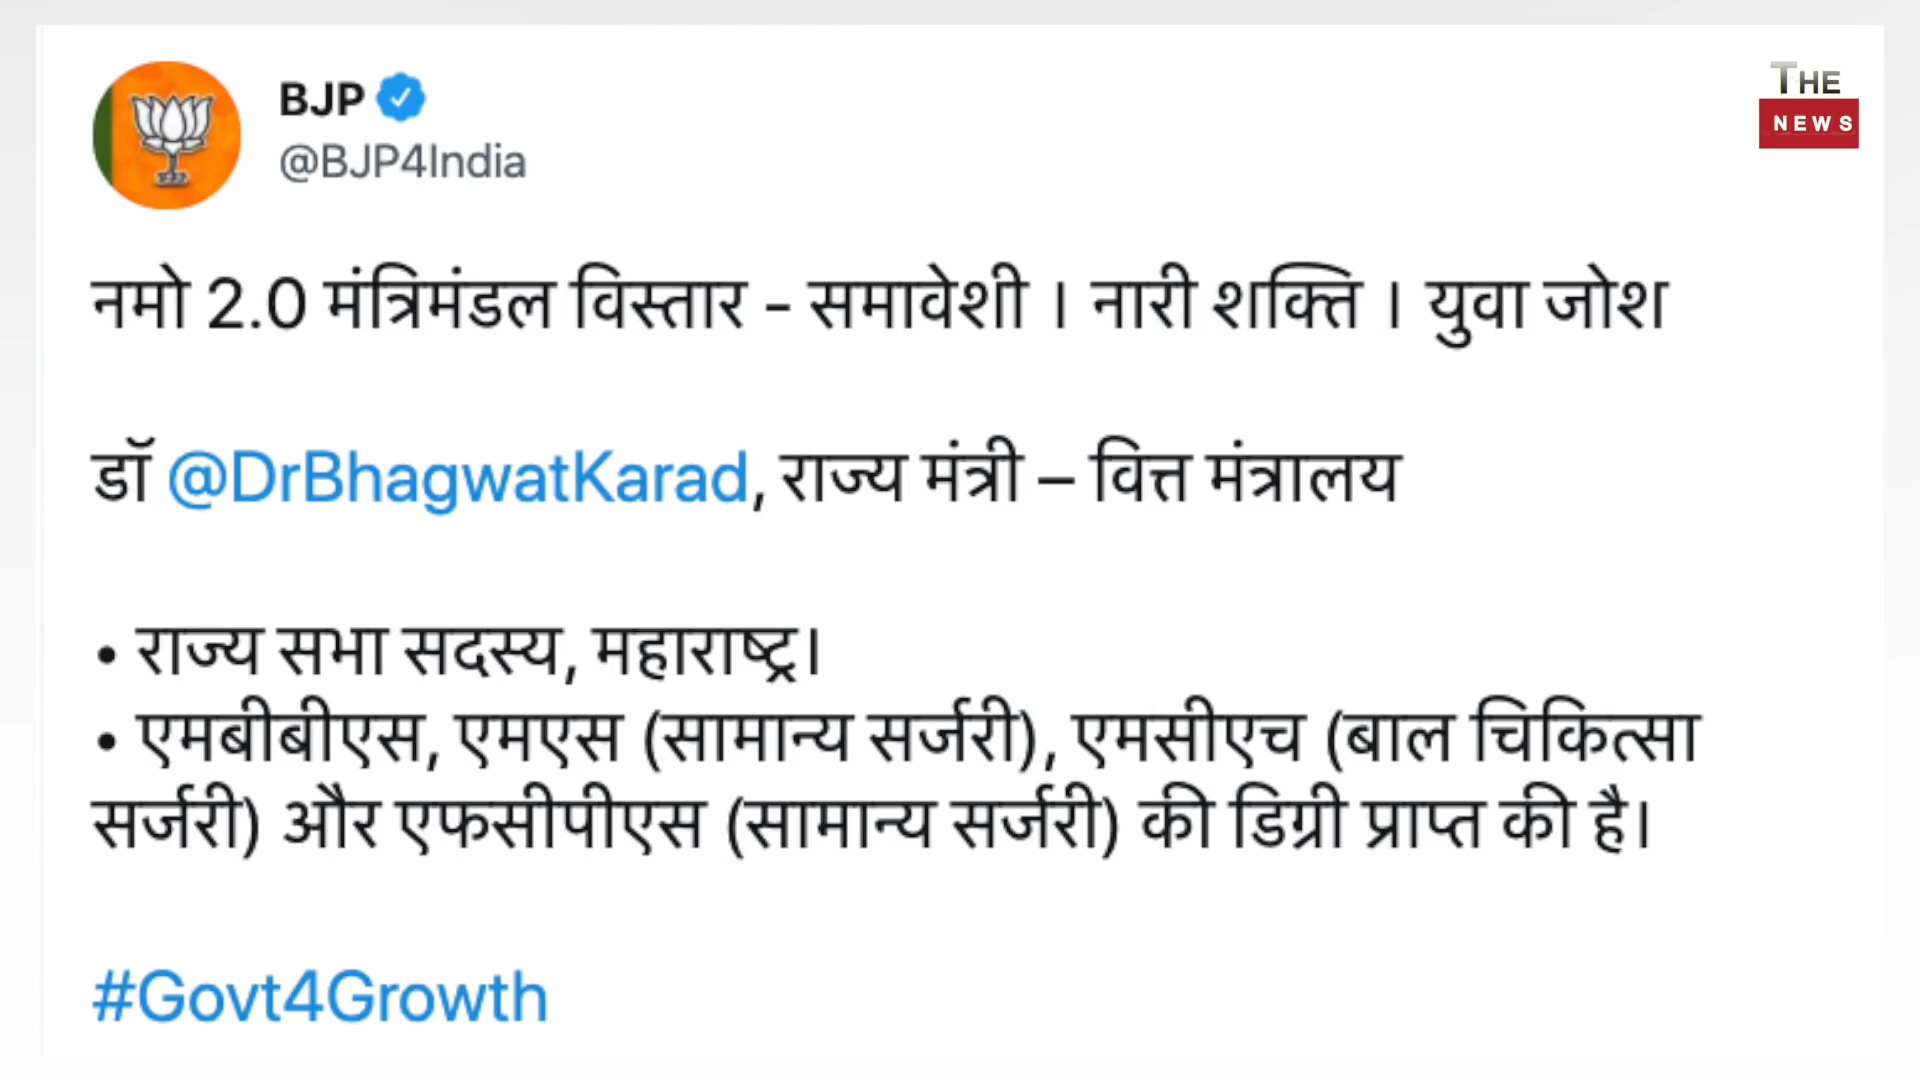 BJP
@BJP4India
THE
NEWS
नमो 2.0 मंत्रिमंडल विस्तार - समावेशी । नारी शक्ति । युवा जोश
डॉ @DrBhagwatKarad, राज्य मंत्री – वित्त मंत्रालय
• राज्य सभा सदस्य, महाराष्ट्र।
• एमबीबीएस, एमएस (सामान्य सर्जरी), एमसीएच (बाल चिकित्सा
सर्जरी) और एफसीपीएस (सामान्य सर्जरी) की डिग्री प्राप्त की है।
#Govt4Growth